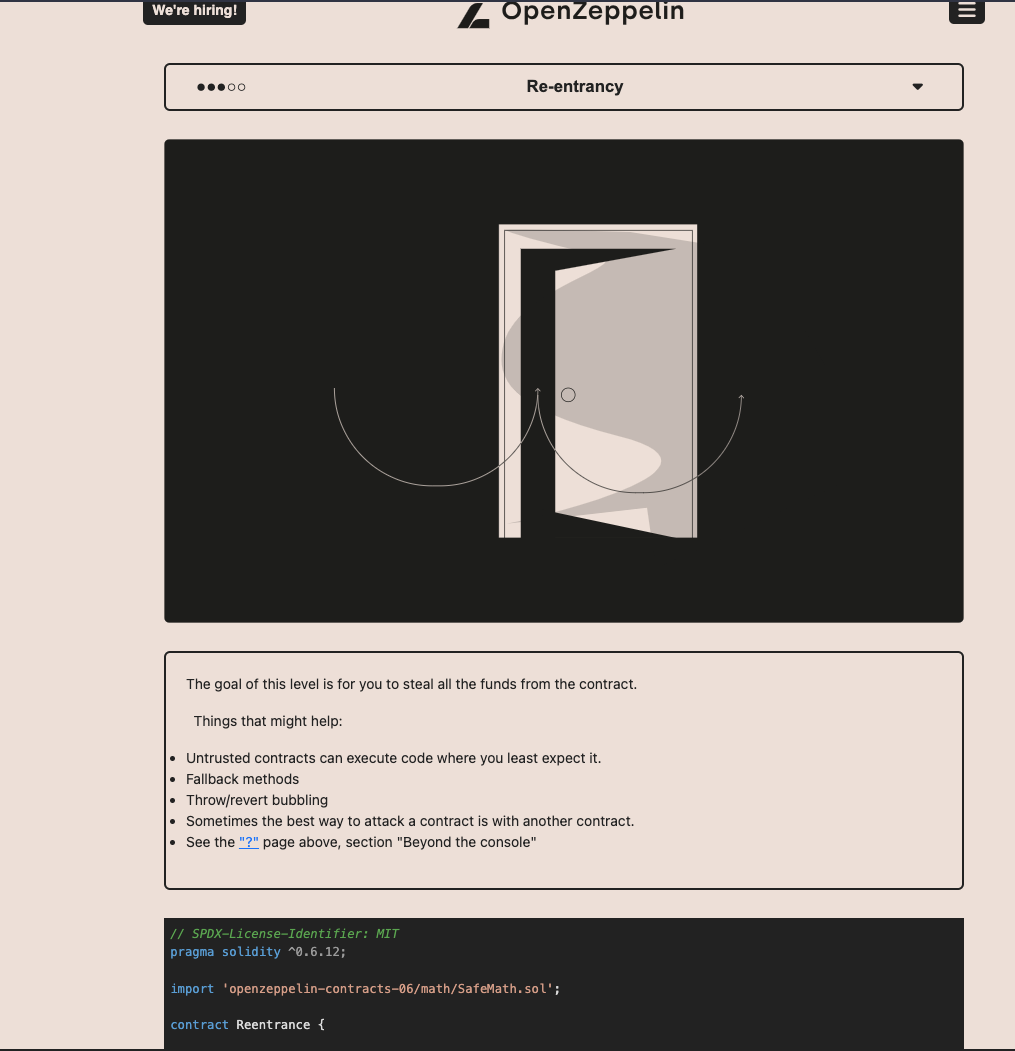 We're hiring!
OpenZeppelin
Re-entrancy
The goal of this level is for you to steal all the funds from the contract.
Things that might help:
Untrusted contracts can execute code where you least expect it.
Fallback methods
Throw/revert bubbling
Sometimes the best way to attack a contract is with another contract.
See the "?" page above, section "Beyond the console"
// SPDX-License-Identifier: MIT
pragma solidity ^0.6.12;
import 'openzeppelin-contracts-06/math/SafeMath.sol';
contract Reentrance {